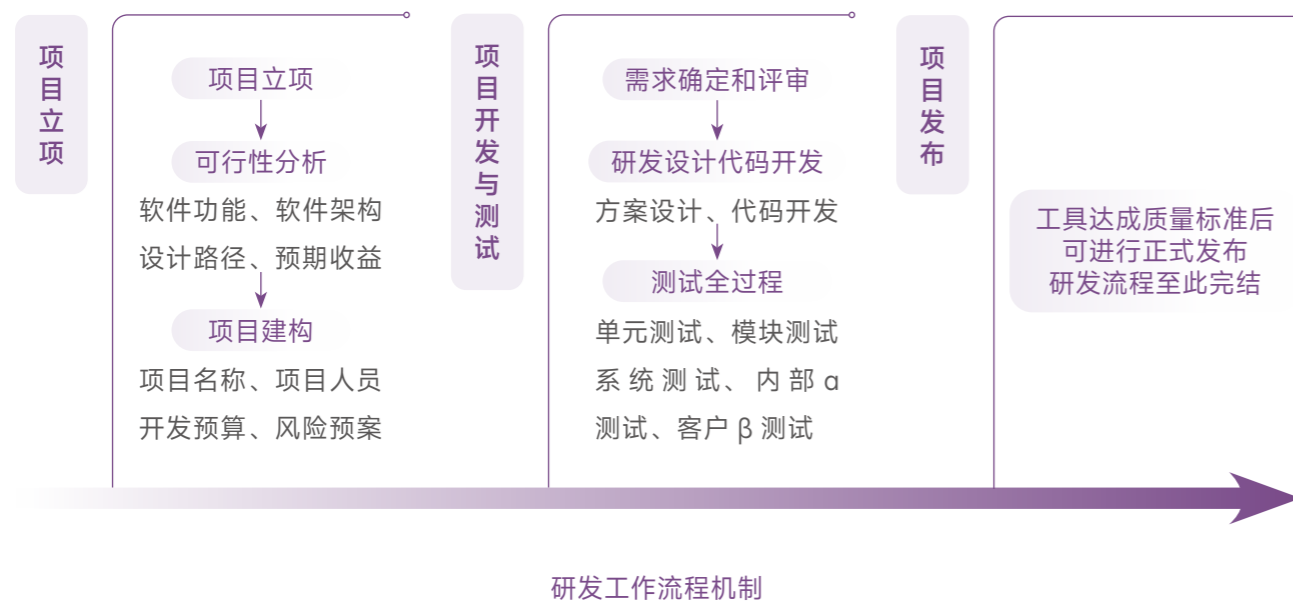 项目立项
项目立项
可行性分析
软件功能、软件架构
设计路径、预期收益
项目建构
项目名称、项目人员
开发预算、风险预案
项目开发与测试
需求确定和评审
研发设计代码开发
方案设计、代码开发
测试全过程
单元测试、模块测试
系统测试、内部 α
测试、客户 β 测试
项目发布
工具达成质量标准后
可进行正式发布
研发流程至此完结
研发工作流程机制